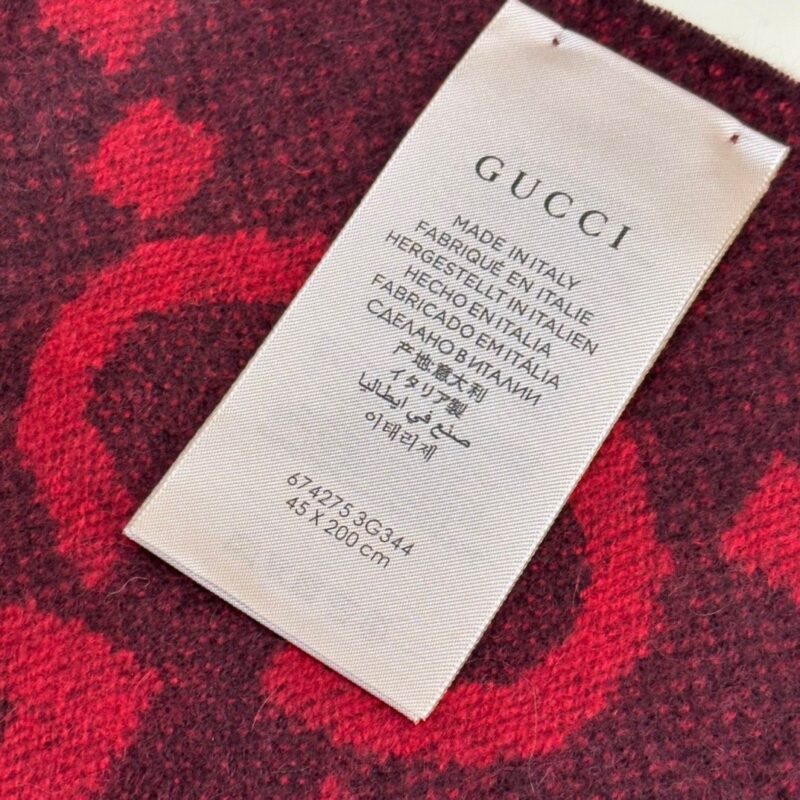 GUCCI
MADE IN ITALY
FABRIQUÉ EN ITALIE
HERGESTELLT IN ITALIEN
HECHO EN ITALIA
FABRICADO EM ITÁLIA
СДЕЛАНО В ИТАЛИИ
产地:意大利
イタリア製
صنع في ايطاليا
이태리제
674275 3G344
45 X 200 cm